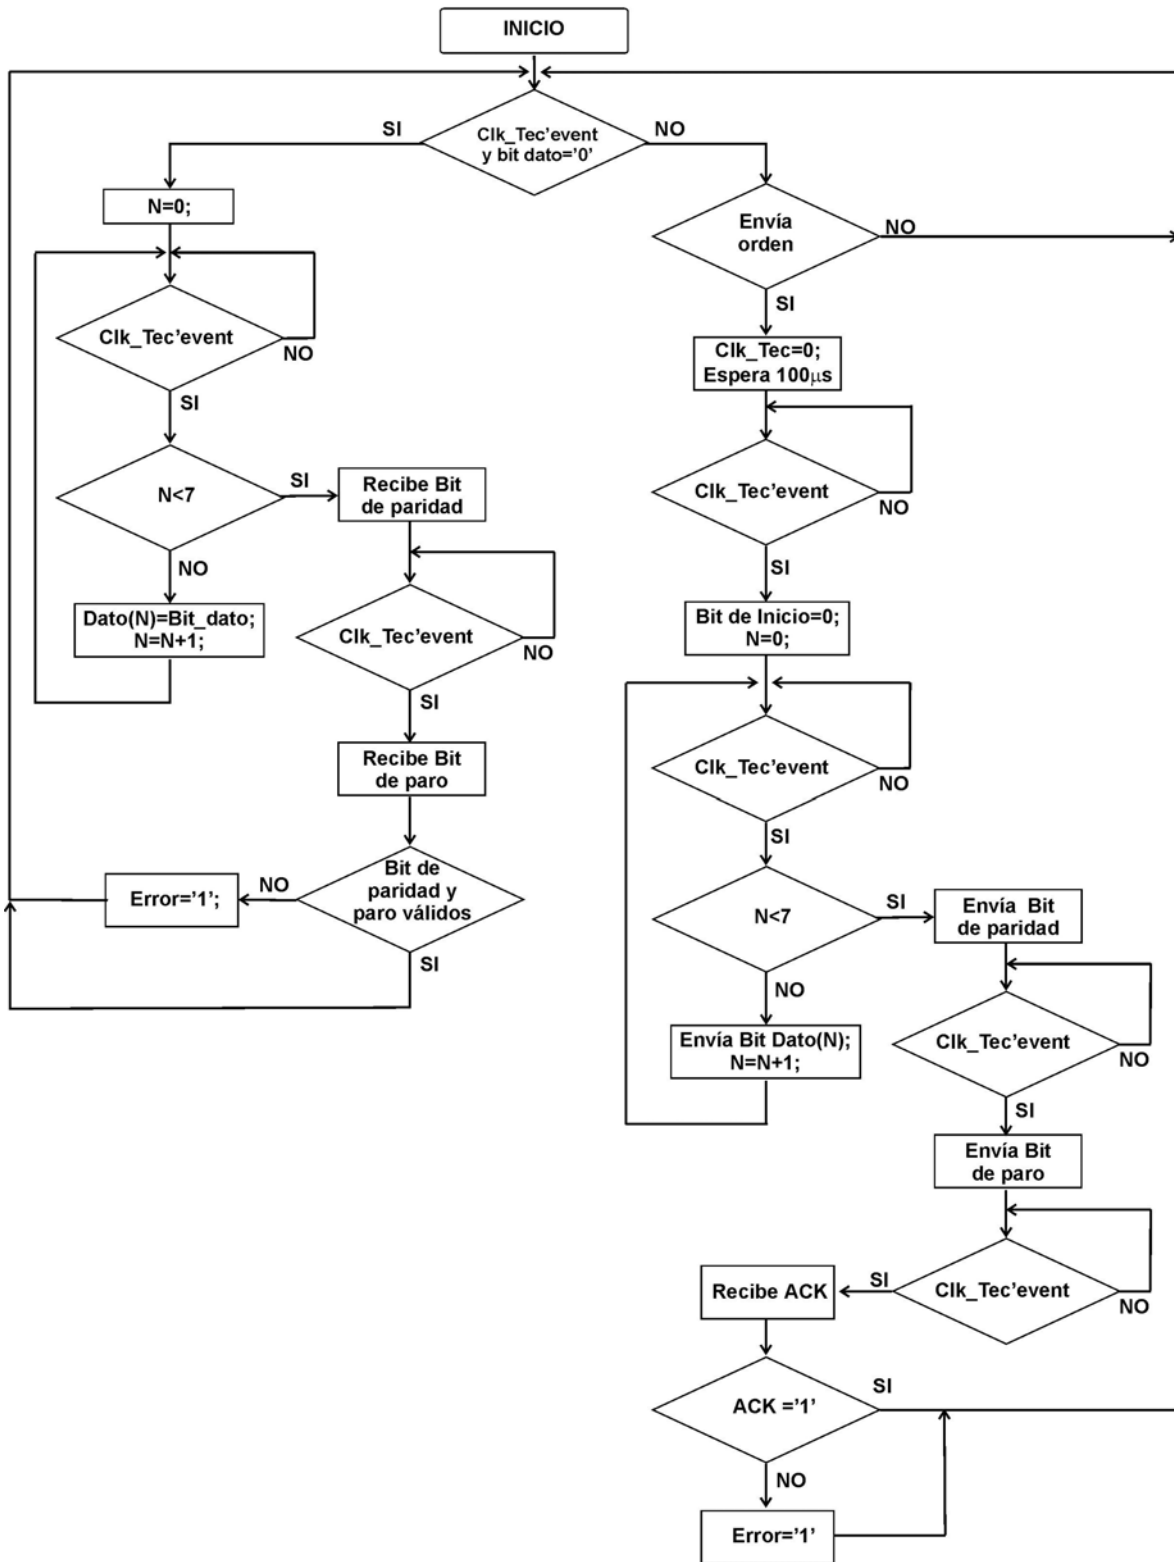 INICIO
Clk_Tec'event
y bit dato='0'
SI
NO
N=0;
Clk_Tec'event
NO
SI
N<7
SI
NO
Dato(N)=Bit_dato;
N=N+1;
Recibe Bit
de paridad
Clk_Tec'event
NO
SI
Recibe Bit
de paro
Bit de
paridad y
paro válidos
NO
SI
Error='1';
Envía
orden
NO
SI
Clk_Tec=0;
Espera 100μs
Clk_Tec'event
NO
SI
Bit de Inicio=0;
N=0;
Clk_Tec'event
NO
SI
N<7
SI
NO
Envía Bit Dato(N);
N=N+1;
Envía Bit
de paridad
Clk_Tec'event
NO
SI
Envía Bit
de paro
Clk_Tec'event
NO
SI
Recibe ACK
ACK ='1'
SI
NO
Error='1'